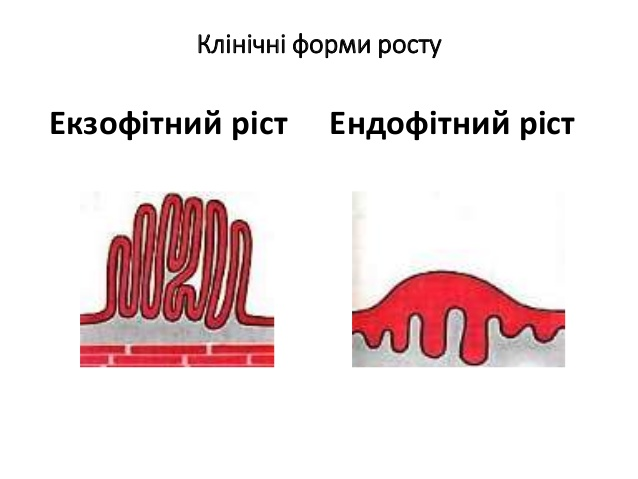 Клінічні форми росту
Екзофітний ріст
Ендофітний ріст